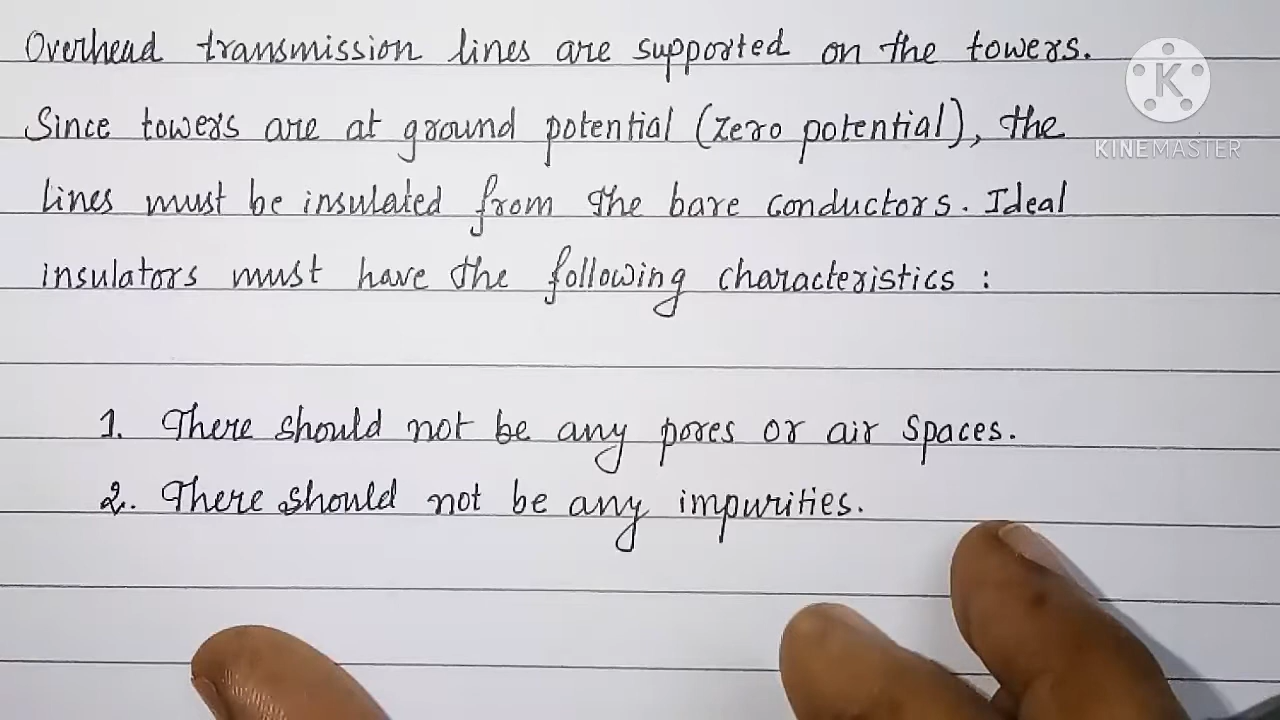 Overhead transmission lines are supported on the towers.
Since towers are at ground potential (zero potential), the
lines must be insulated from the bare conductors. Ideal
insulators must have the following characteristics :
1. There should not be any pores or air spaces.
2. There should not be any impurities.
K
KINEMASTER